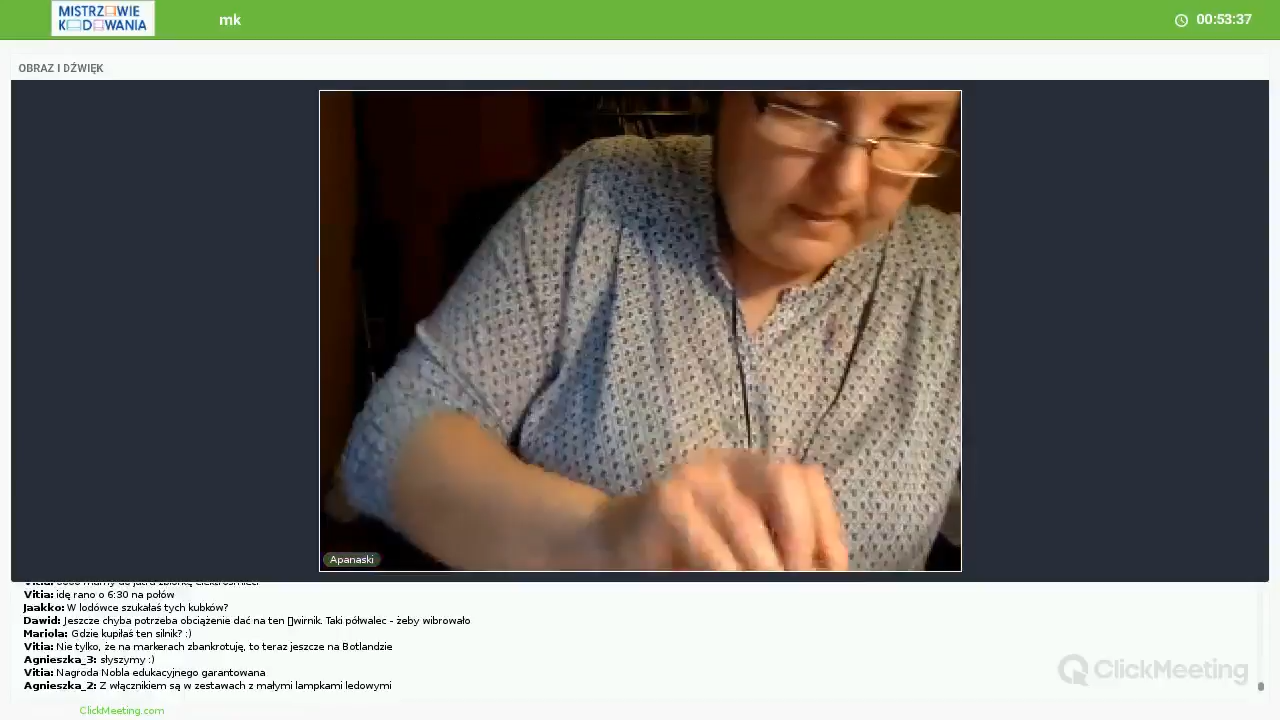 MISTRZOWIE
KODOWANIA
mk
00:53:37
OBRAZ I DŹWIĘK
Apanaski
Vitia: idę rano o 6:30 na połów
Jaakko: W lodówce szukałaś tych kubków?
Dawid: Jeszcze chyba potrzeba obciążenie dać na ten []wirnik. Taki półwalec - żeby wibrowało
Mariola: Gdzie kupiłaś ten silnik? :)
Vitia: Nie tylko, że na markerach zbankrotuję, to teraz jeszcze na Botlandzie
Agnieszka_3: słyszymy :)
Vitia: Nagroda Nobla edukacyjnego garantowana
Agnieszka_2: Z włącznikiem są w zestawach z małymi lampkami ledowymi
ClickMeeting
ClickMeeting.com